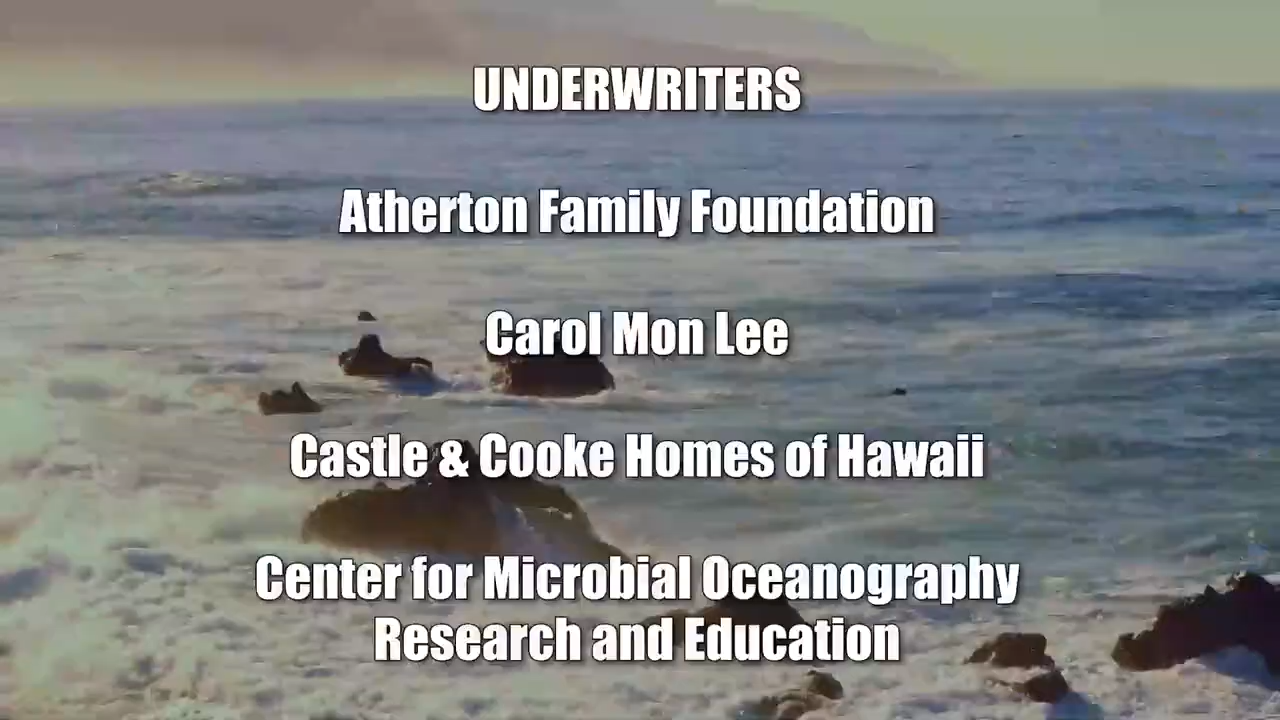 UNDERWRITERS
Atherton Family Foundation
Carol Mon Lee
Castle & Cooke Homes of Hawaii
Center for Microbial Oceanography
Research and Education